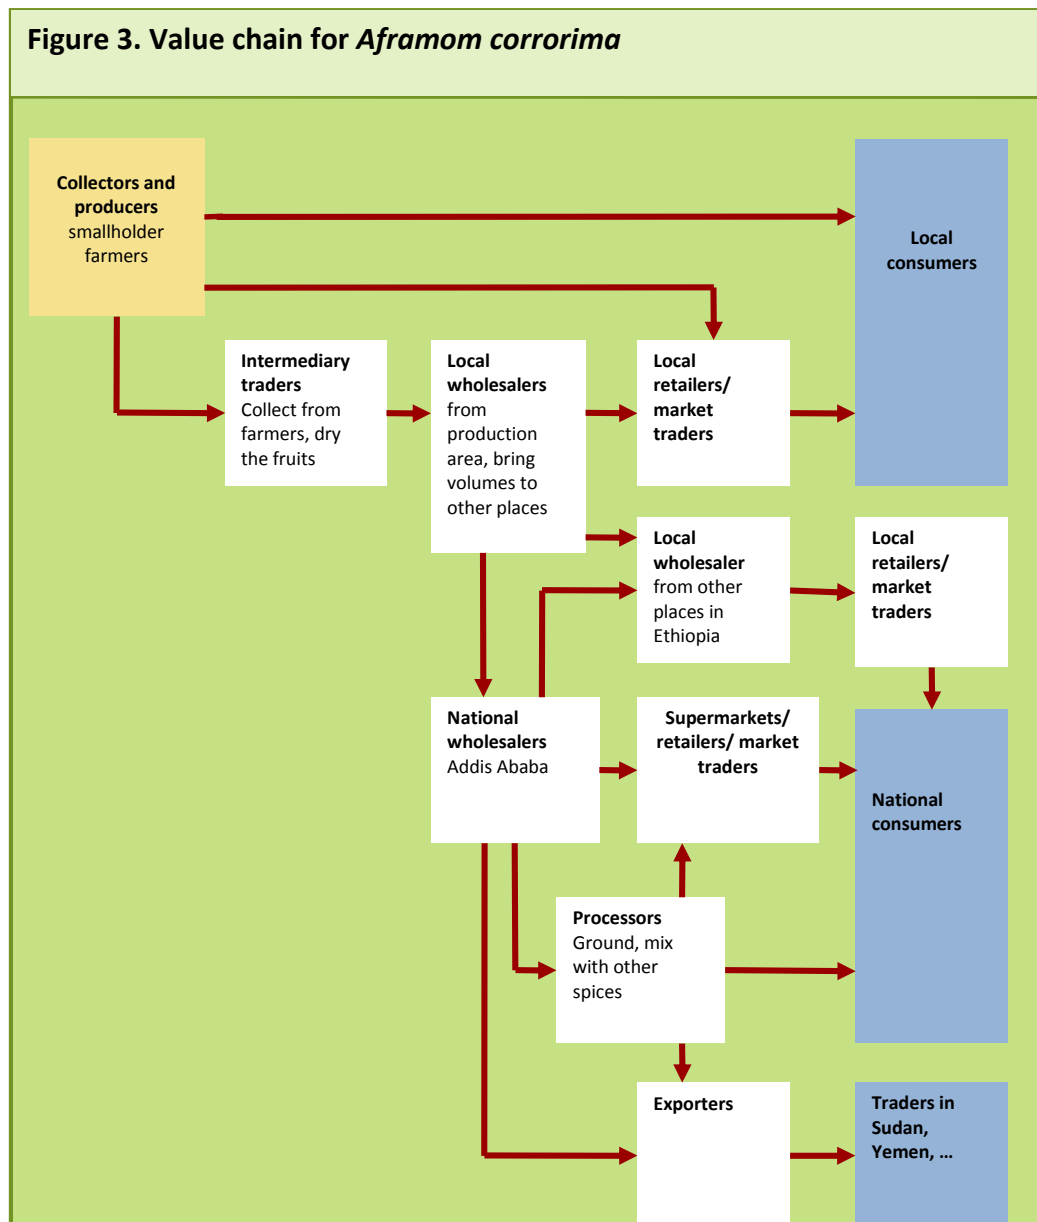 Figure 3. Value chain for Aframom corrorima
Collectors and
producers
smallholder
farmers
Local
consumers
Intermediary
traders
Collect from
farmers, dry
the fruits
Local
wholesalers
from
production
area, bring
volumes to
other places
Local
retailers/
market
traders
Local
wholesaler
from other
places in
Ethiopia
Local
retailers/
market
traders
National
wholesalers
Addis Ababa
Supermarkets/
retailers/ market
traders
National
consumers
Processors
Ground, mix
with other
spices
Exporters
Traders in
Sudan,
Yemen, ...